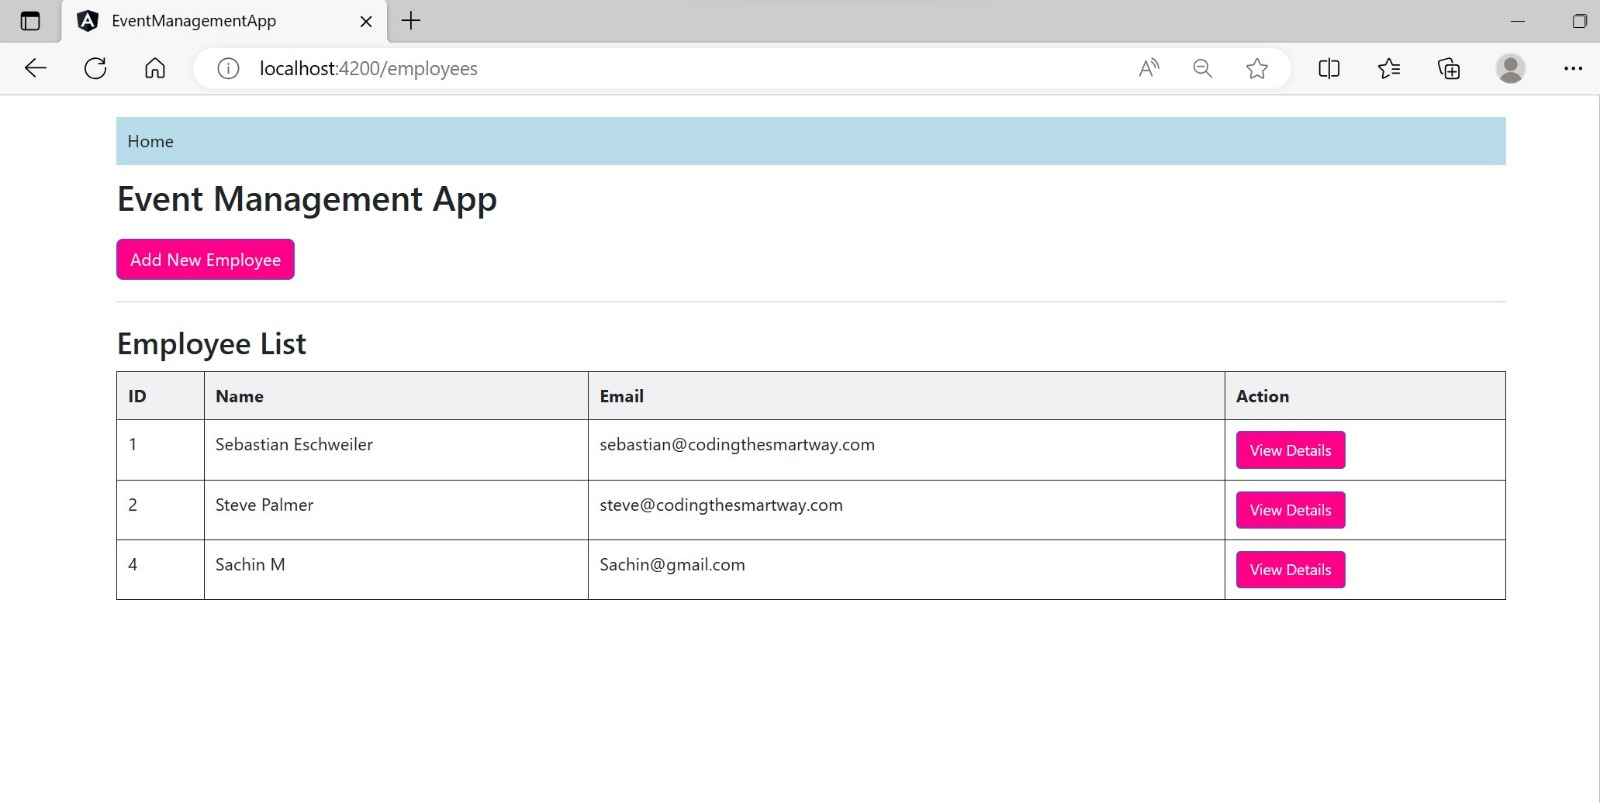 EventManagementApp
localhost:4200/employees
Home
Event Management App
Add New Employee
Employee List
ID Name Email Action
1 Sebastian Eschweiler sebastian@codingthesmartway.com View Details
2 Steve Palmer steve@codingthesmartway.com View Details
4 Sachin M Sachin@gmail.com View Details